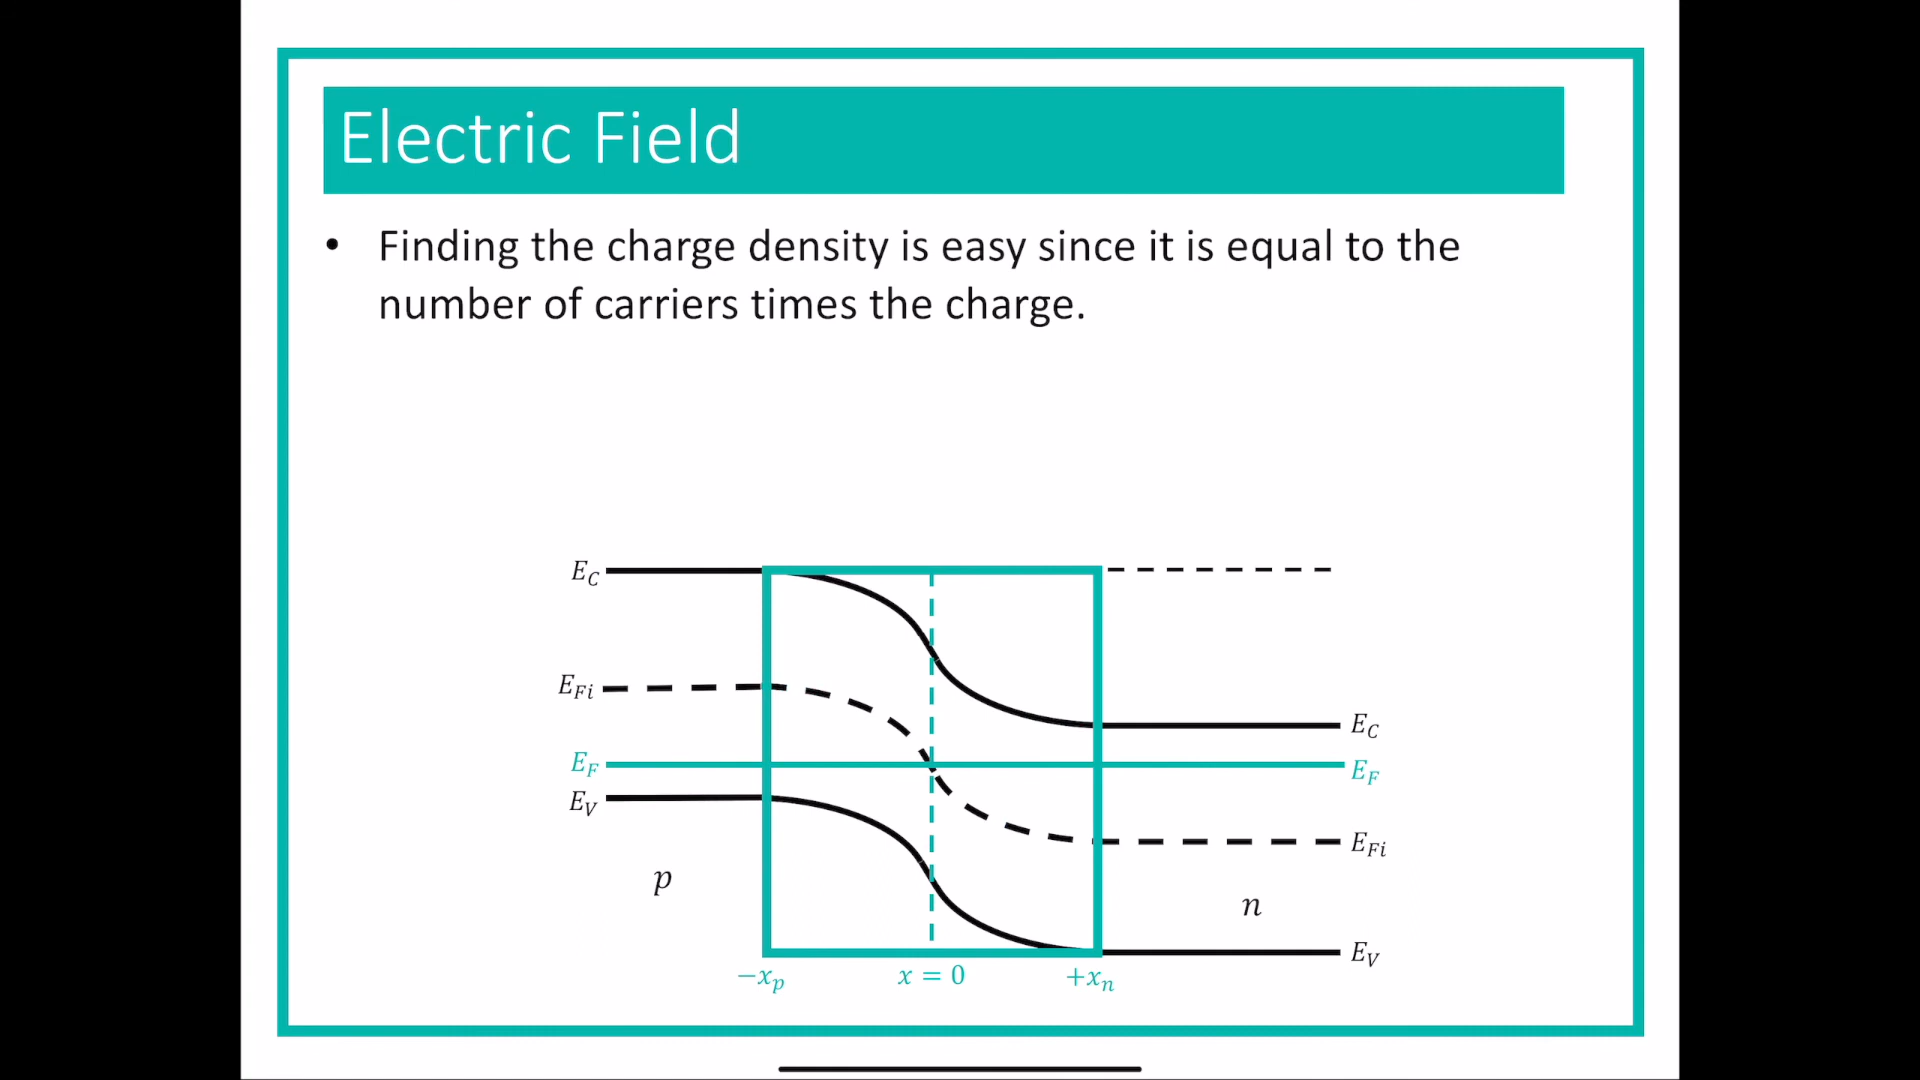 Electric Field
• Finding the charge density is easy since it is equal to the
number of carriers times the charge.
E_C
E_Fi
E_C
E_F
E_F
E_V
E_Fi
p
n
E_V
−x_p
x = 0
+x_n